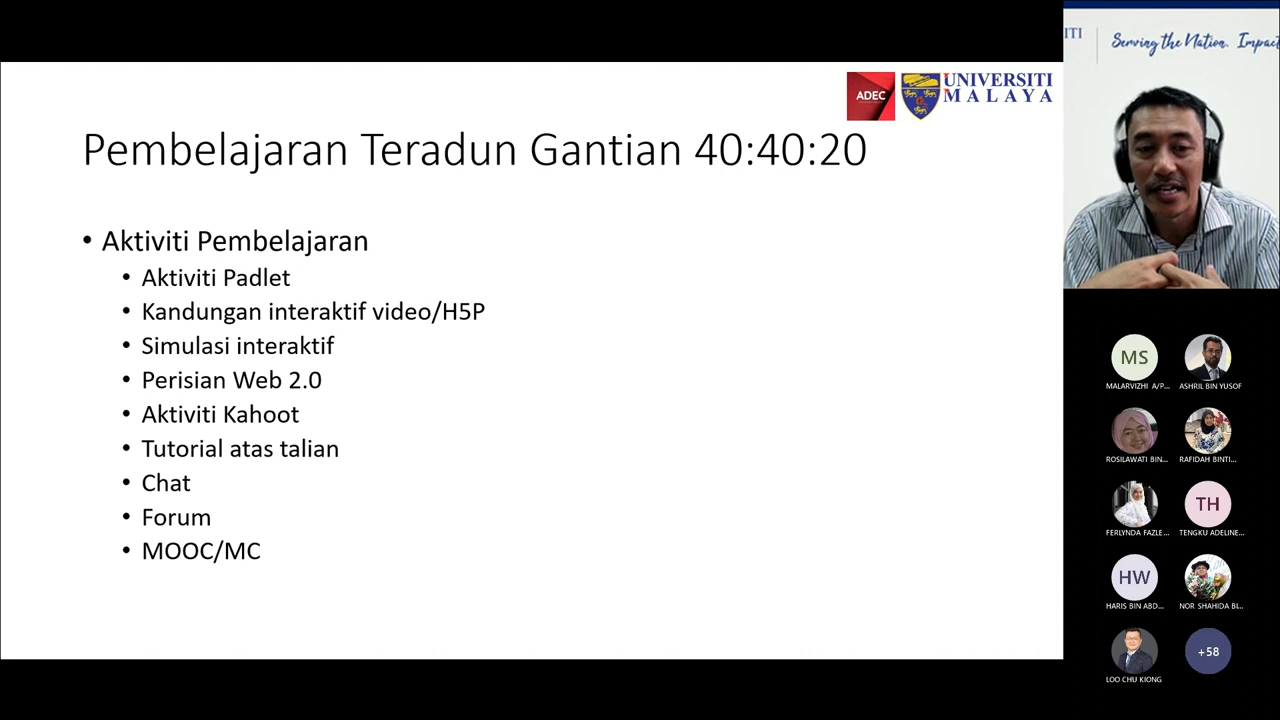 ADEC
UNIVERSITI
MALAYA
Pembelajaran Teradun Gantian 40:40:20
• Aktiviti Pembelajaran
• Aktiviti Padlet
• Kandungan interaktif video/H5P
• Simulasi interaktif
• Perisian Web 2.0
• Aktiviti Kahoot
• Tutorial atas talian
• Chat
• Forum
• MOOC/MC
ITI
Serving the Nation. Impact
MS
MALARVIZHI A/P...
ASHRIL BIN YUSOF
ROSILAWATI BIN...
RAFIDAH BINTI...
FERLYNDA FAZLE...
TH
TENGKU ADELINE...
HW
HARIS BIN ABD...
NOR SHAHIDA BI...
LOO CHU KIONG
+58